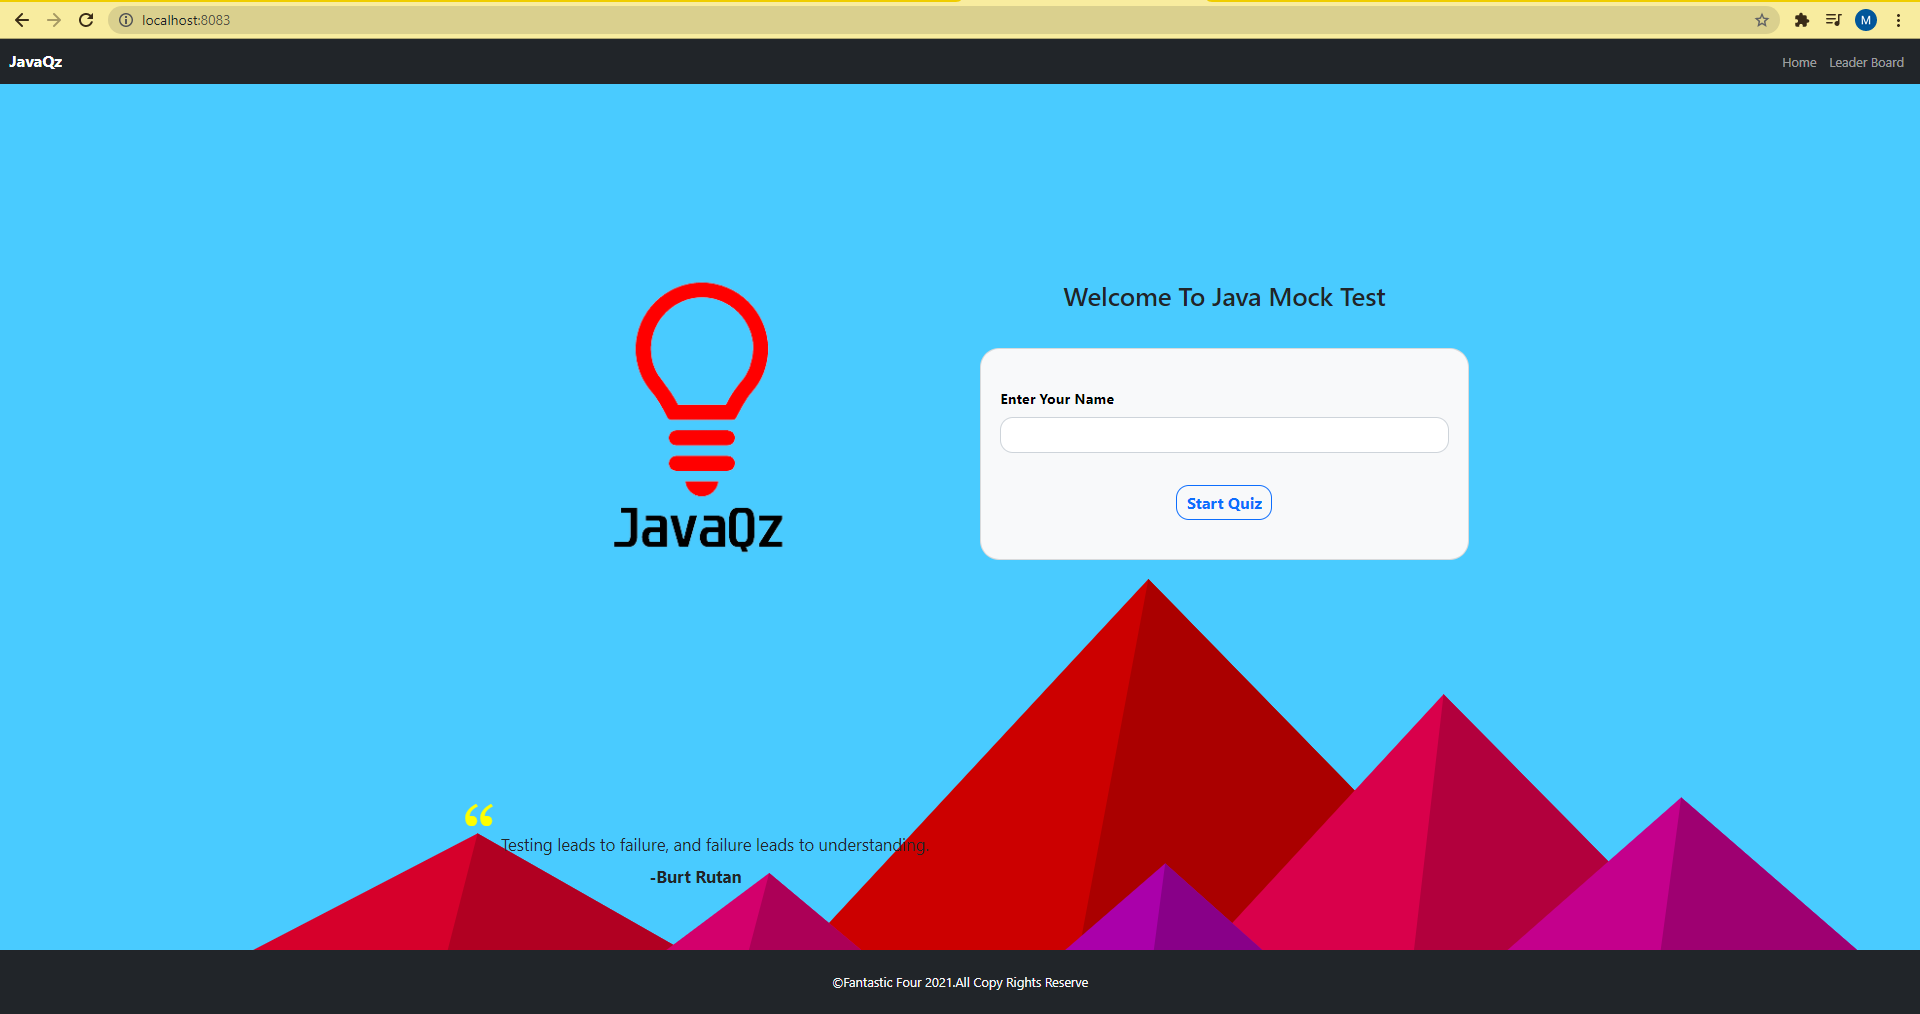 localhost:8083
M
JavaQz
Home
Leader Board
Welcome To Java Mock Test
Enter Your Name
Start Quiz
JavaQz
“
Testing leads to failure, and failure leads to understanding.
-Burt Rutan
©Fantastic Four 2021.All Copy Rights Reserve